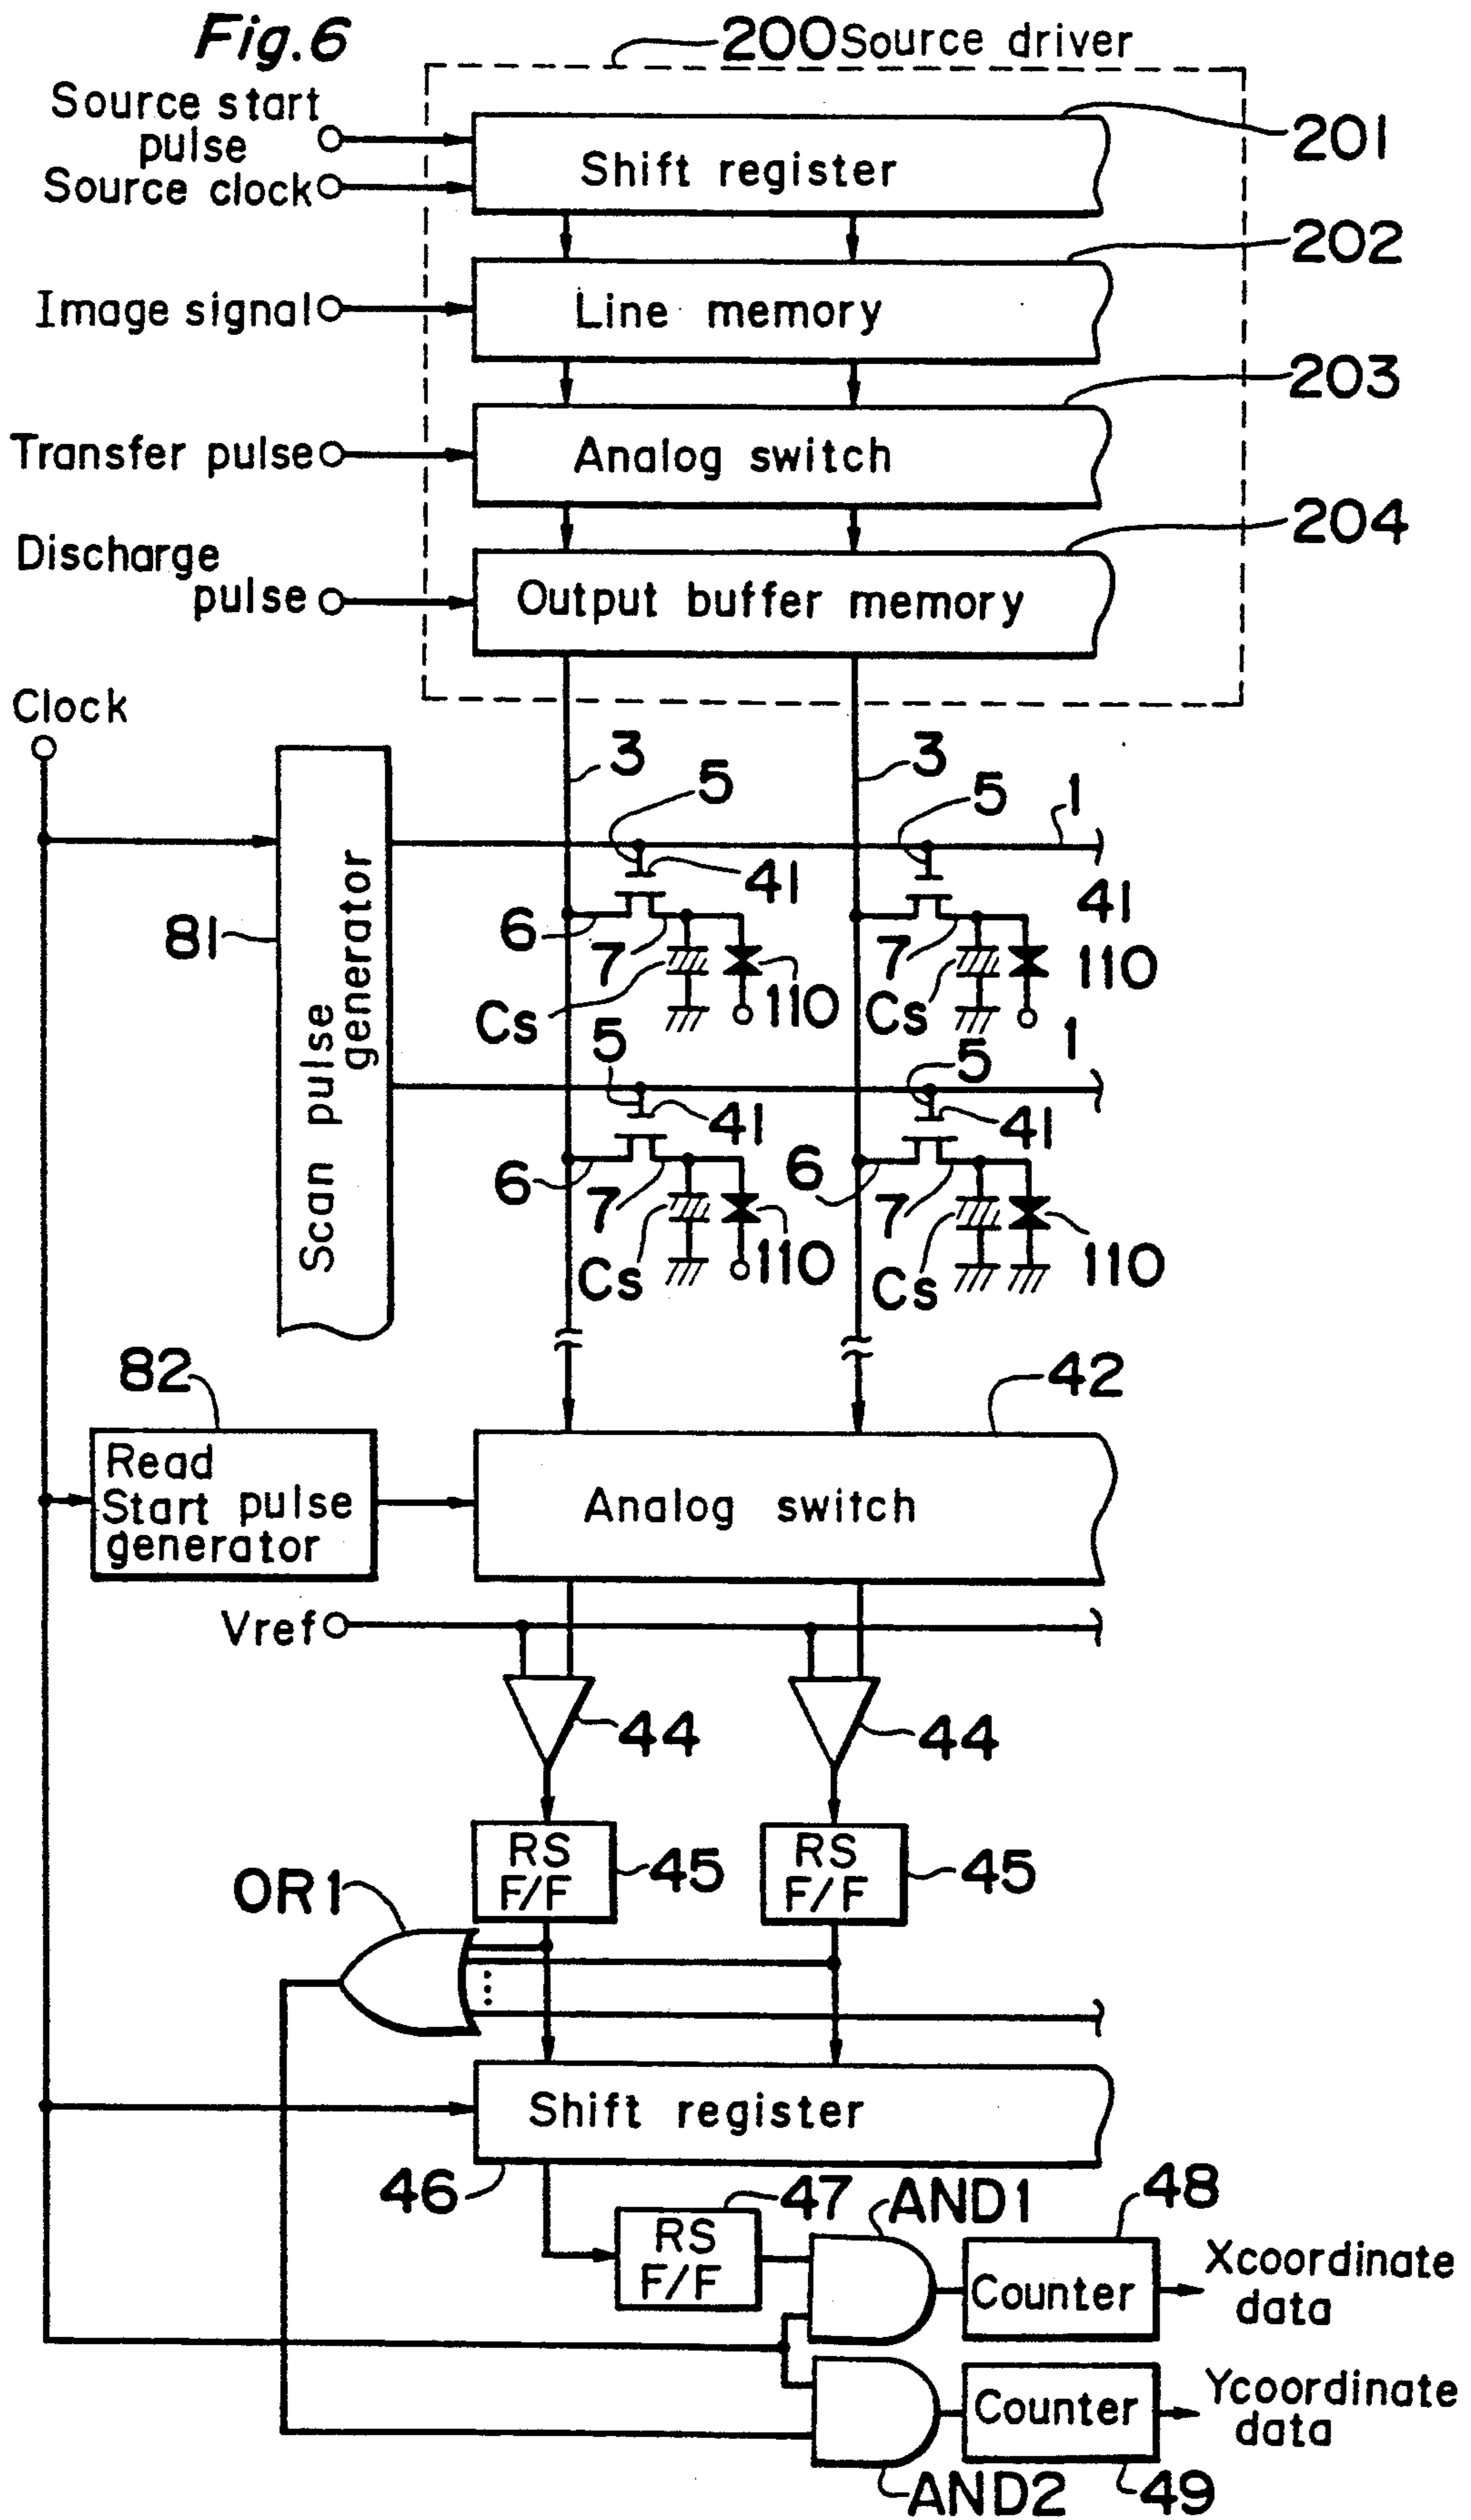 Fig.6
200 Source driver
Source start
pulse
Source clock
Shift register
201
202
Image signal
Line memory
203
Transfer pulse
Analog switch
204
Discharge
pulse
Output buffer memory
Clock
3
3
5
5
1
41
41
81
Scan pulse
generator
6
7
7
Cs
110
Cs
110
5
5
1
41
41
6
7
6
7
Cs
110
Cs
110
82
42
Read
Start pulse
generator
Analog switch
Vref
44
44
RS
F/F
45
RS
F/F
45
OR1
Shift register
46
47
AND1
48
RS
F/F
Counter
Xcoordinate
data
Counter
Ycoordinate
data
AND2
49